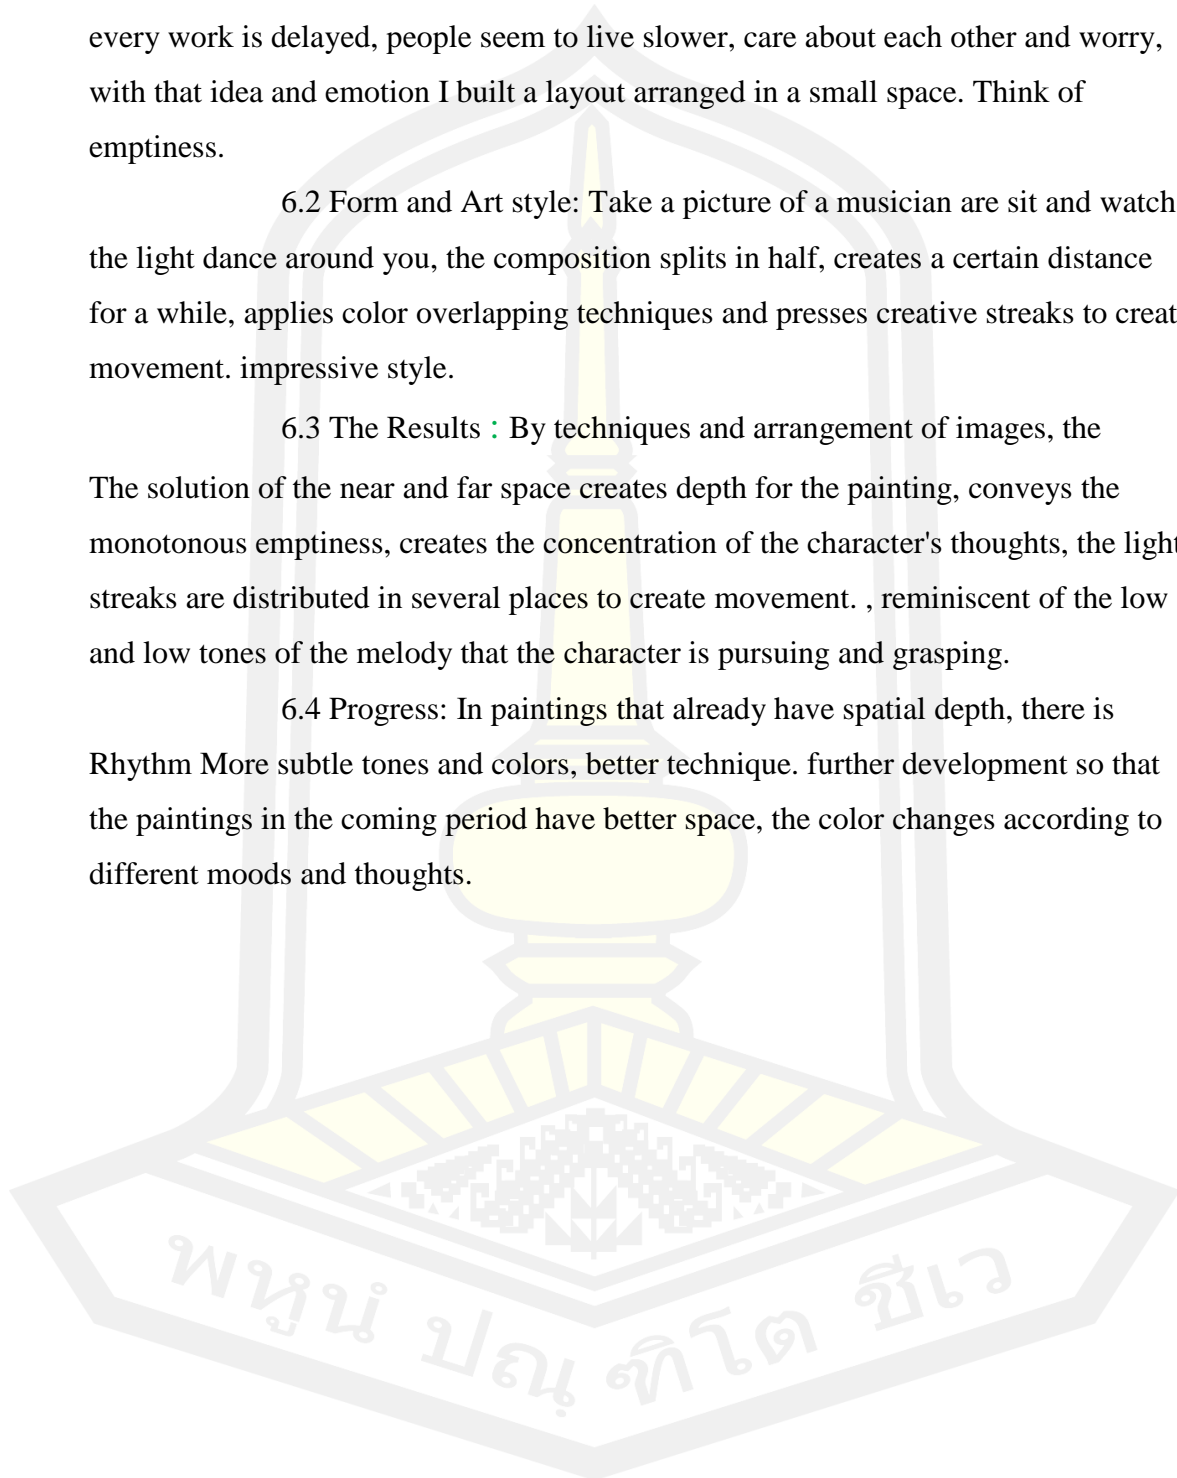 every work is delayed, people seem to live slower, care about each other and worry,
with that idea and emotion I built a layout arranged in a small space. Think of
emptiness.
6.2 Form and Art style: Take a picture of a musician are sit and watch
the light dance around you, the composition splits in half, creates a certain distance
for a while, applies color overlapping techniques and presses creative streaks to creat
movement. impressive style.
6.3 The Results : By techniques and arrangement of images, the
The solution of the near and far space creates depth for the painting, conveys the
monotonous emptiness, creates the concentration of the character's thoughts, the light
streaks are distributed in several places to create movement. , reminiscent of the low
and low tones of the melody that the character is pursuing and grasping.
6.4 Progress: In paintings that already have spatial depth, there is
Rhythm More subtle tones and colors, better technique. further development so that
the paintings in the coming period have better space, the color changes according to
different moods and thoughts.
พหูนํ ปณฺ ฑิโต ชีเว